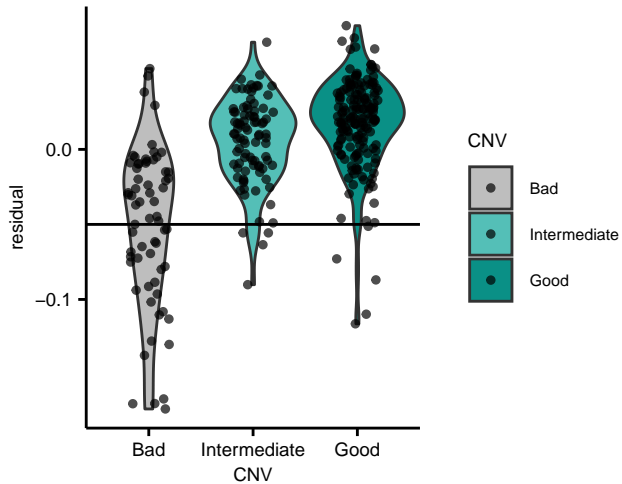 residual
0.0
−0.1
Bad
Intermediate
Good
CNV
CNV
Bad
Intermediate
Good